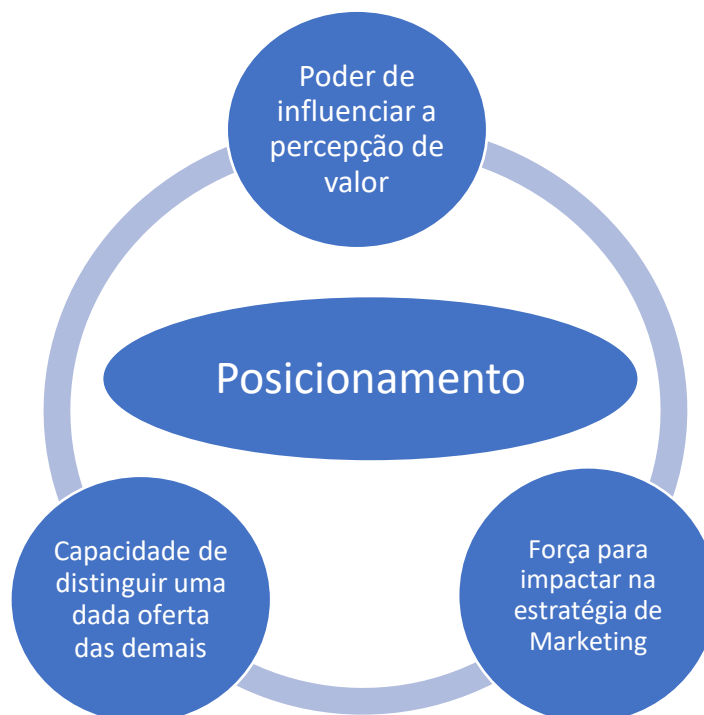 Poder de
influenciar a
percepção de
valor
Posicionamento
Capacidade de
distinguir uma
dada oferta
das demais
Força para
impactar na
estratégia de
Marketing